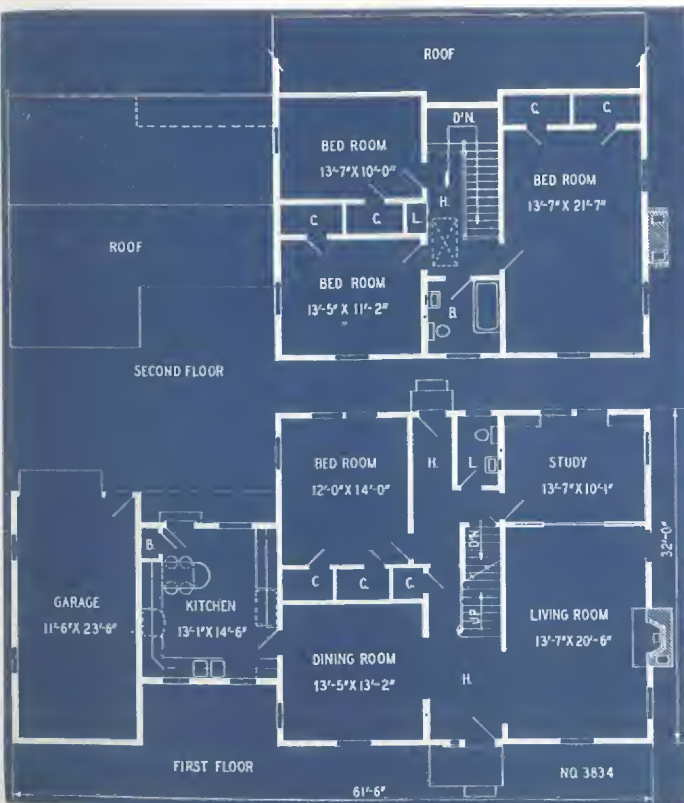 ROOF
D'N.
C.
C.
BED ROOM
13'-7" X 10'-0"
BED ROOM
13'-7" X 21'-7"
H.
C.
C.
L.
ROOF
BED ROOM
13'-5" X 11'-2"
B.
SECOND FLOOR
BED ROOM
12'-0" X 14'-0"
H.
L.
STUDY
13'-7" X 10'-1"
32'-0"
B.
D'N.
C.
C.
C.
UP
GARAGE
11'-6" X 23'-6"
KITCHEN
13'-1" X 14'-6"
LIVING ROOM
13'-7" X 20'-6"
DINING ROOM
13'-5" X 13'-2"
H.
FIRST FLOOR
NO. 3834
61'-6"